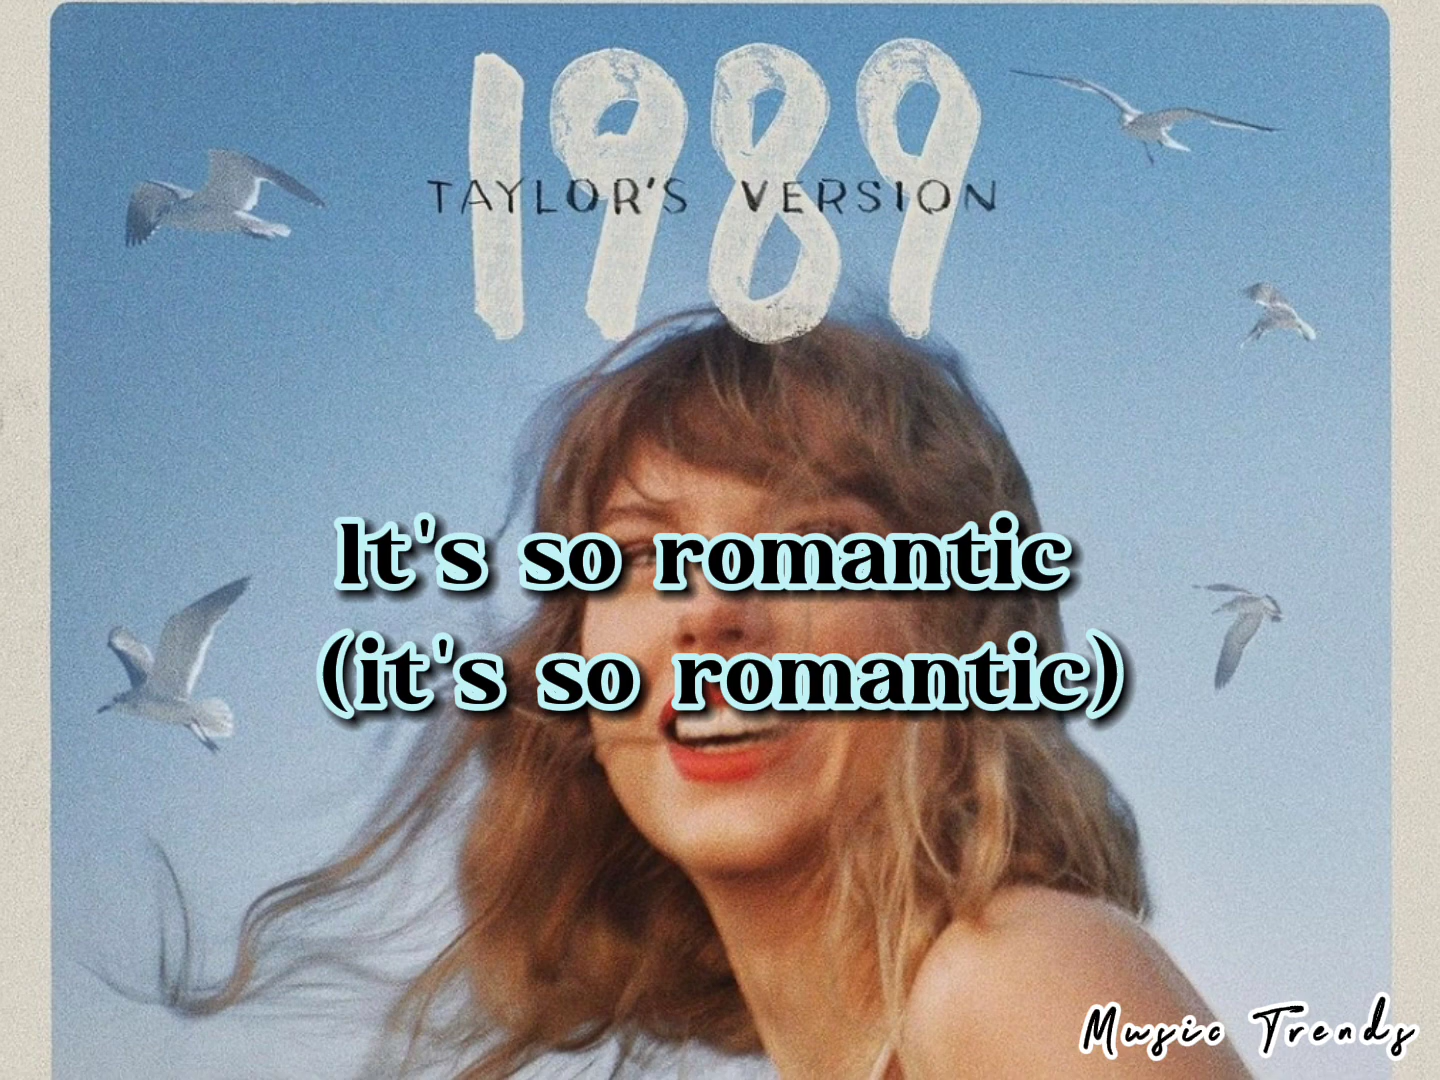 1989
TAYLOR'S VERSION
It's so romantic
(it's so romantic)
Music Trends